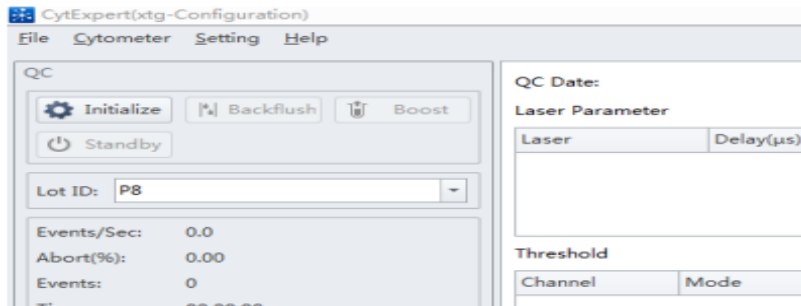 CytExpert(xtg-Configuration)
File Cytometer Setting Help
QC
Initialize Backflush Boost
Standby
Lot ID: P8
Events/Sec: 0.0
Abort(%): 0.00
Events: 0
QC Date:
Laser Parameter
Laser Delay(µs)
Threshold
Channel Mode